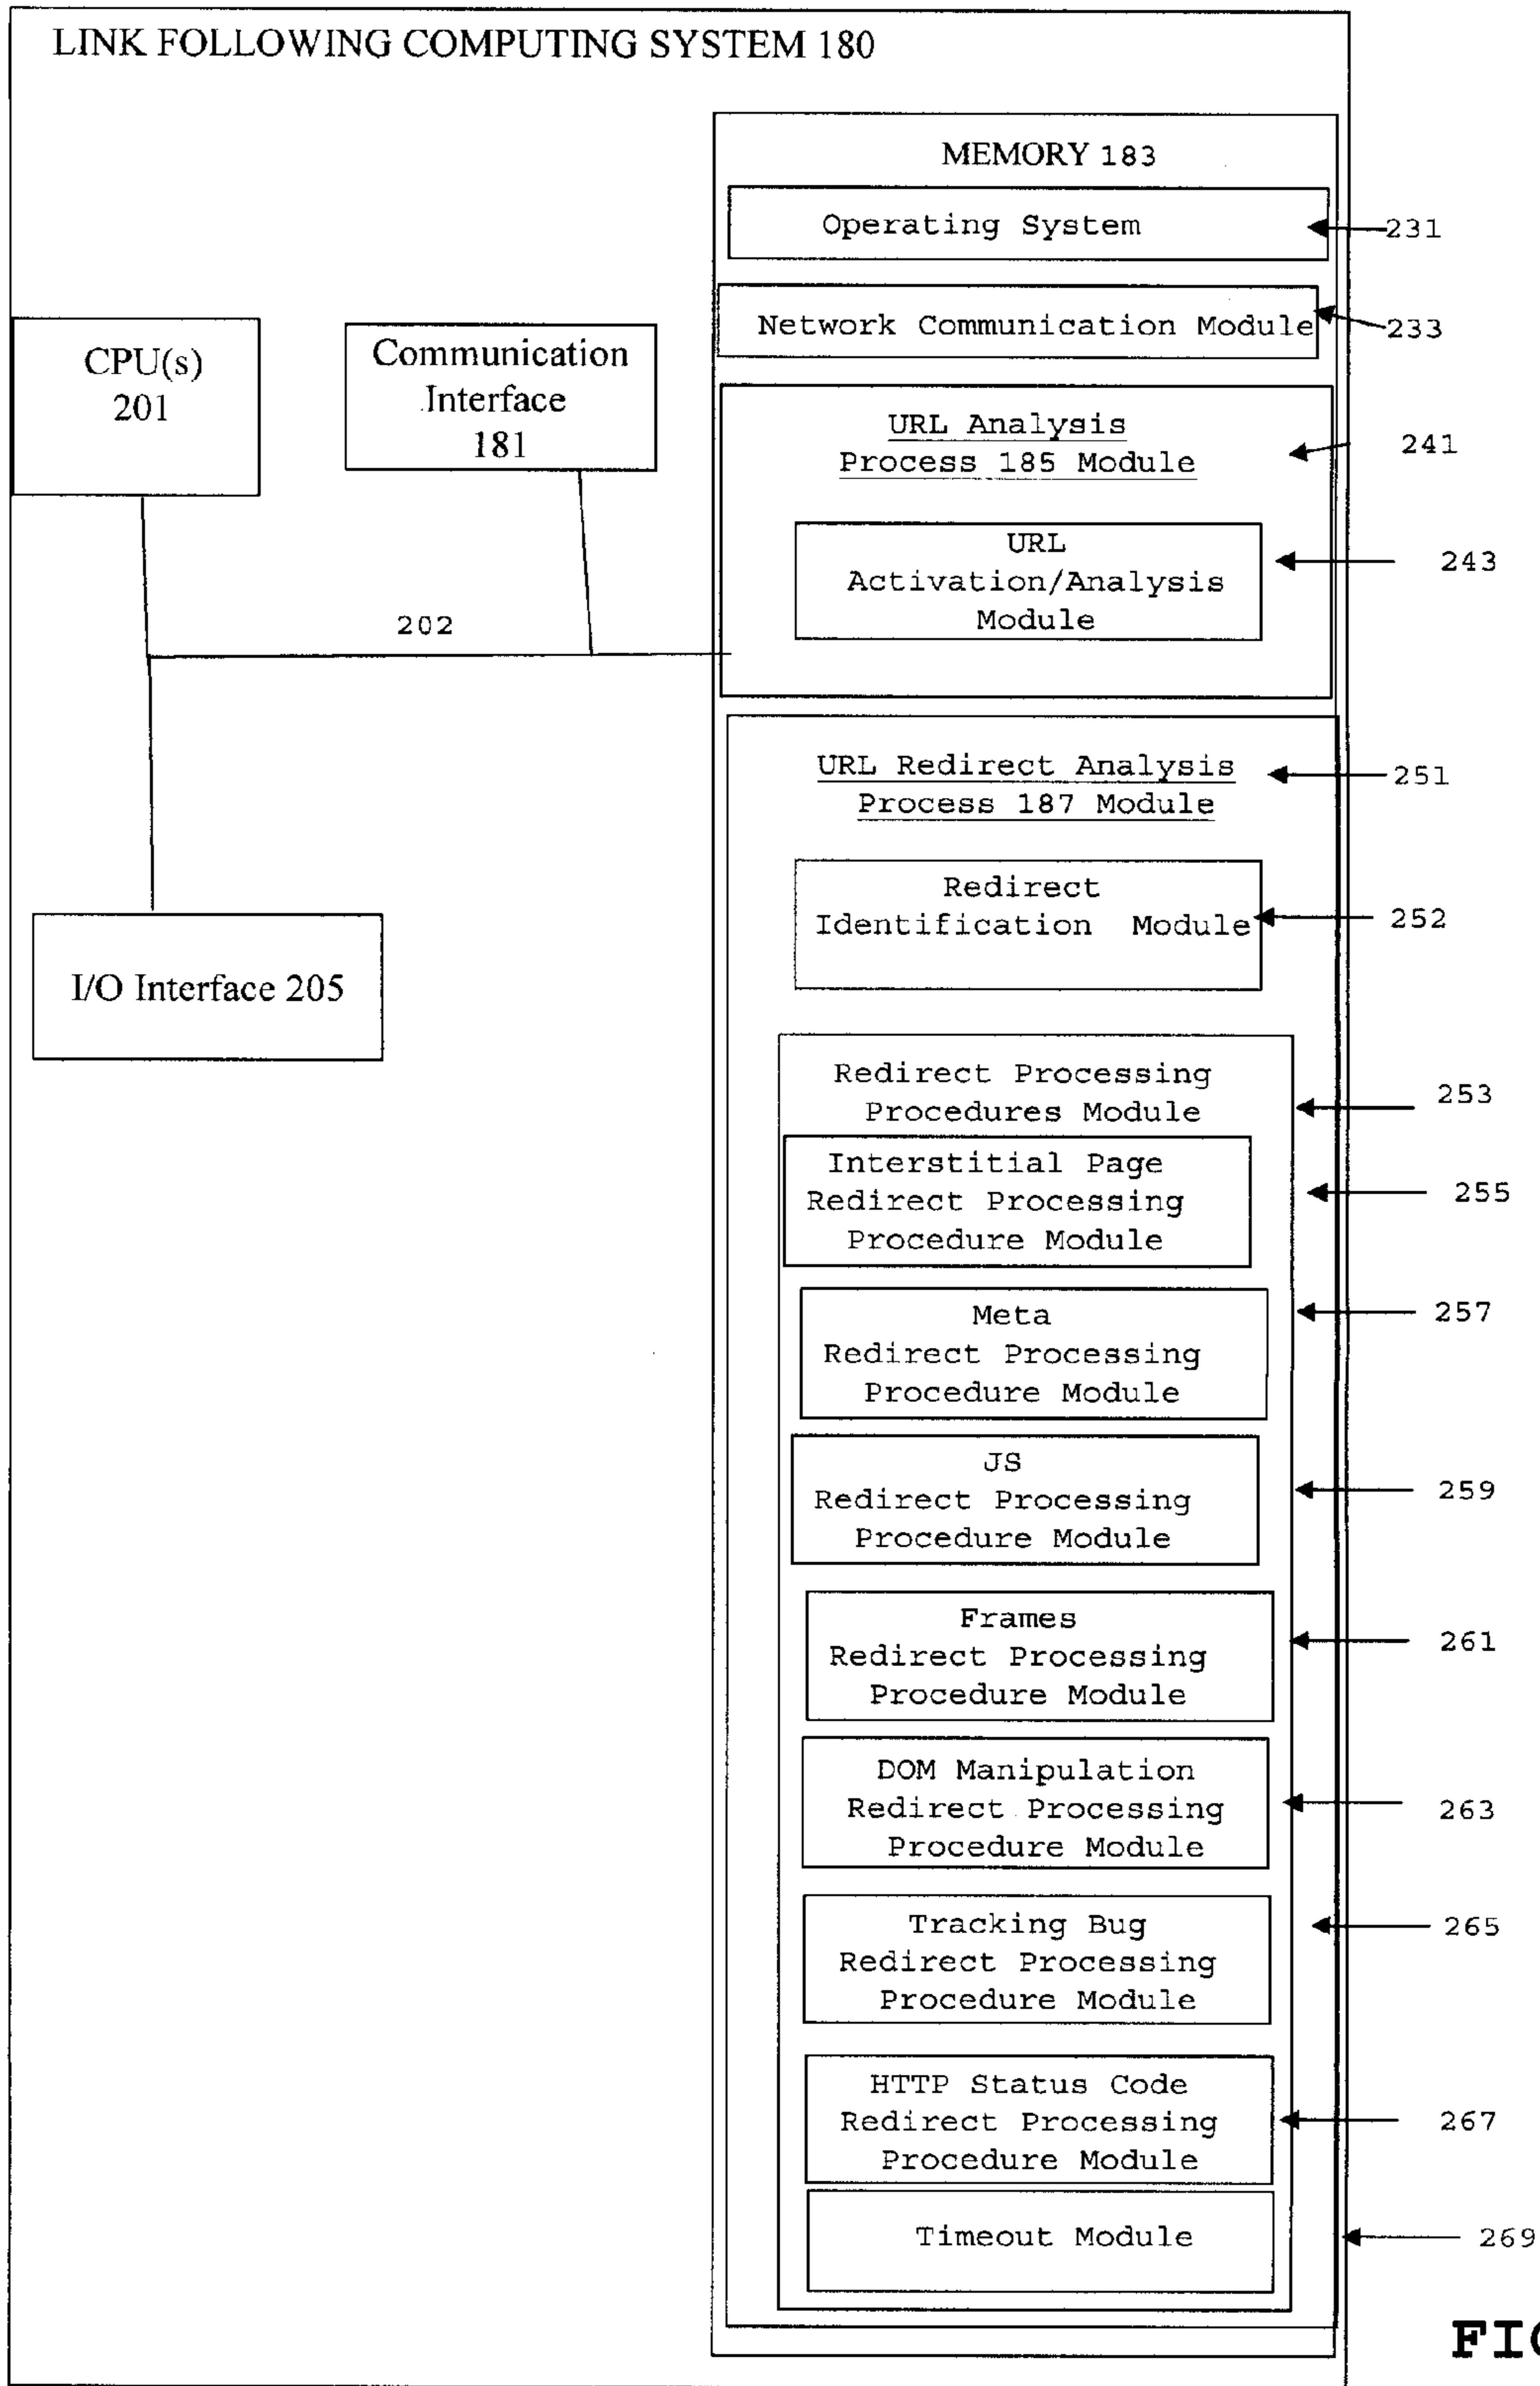 LINK FOLLOWING COMPUTING SYSTEM 180
MEMORY 183
Operating System
231
Network Communication Module
233
CPU(s)
201
Communication
Interface
181
URL Analysis
Process 185 Module
241
URL
Activation/Analysis
Module
243
202
URL Redirect Analysis
Process 187 Module
251
Redirect
Identification Module
252
I/O Interface 205
Redirect Processing
Procedures Module
253
Interstitial Page
Redirect Processing
Procedure Module
255
Meta
Redirect Processing
Procedure Module
257
JS
Redirect Processing
Procedure Module
259
Frames
Redirect Processing
Procedure Module
261
DOM Manipulation
Redirect Processing
Procedure Module
263
Tracking Bug
Redirect Processing
Procedure Module
265
HTTP Status Code
Redirect Processing
Procedure Module
267
Timeout Module
269